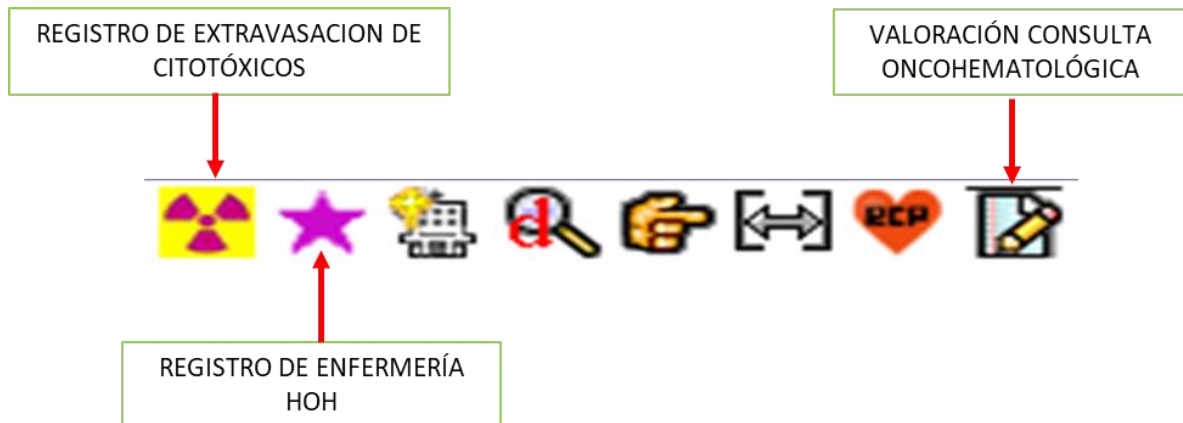 REGISTRO DE EXTRAVASACION DE
CITOTÓXICOS
VALORACIÓN CONSULTA
ONCOHEMATOLÓGICA
d
RCP
REGISTRO DE ENFERMERÍA
HOH